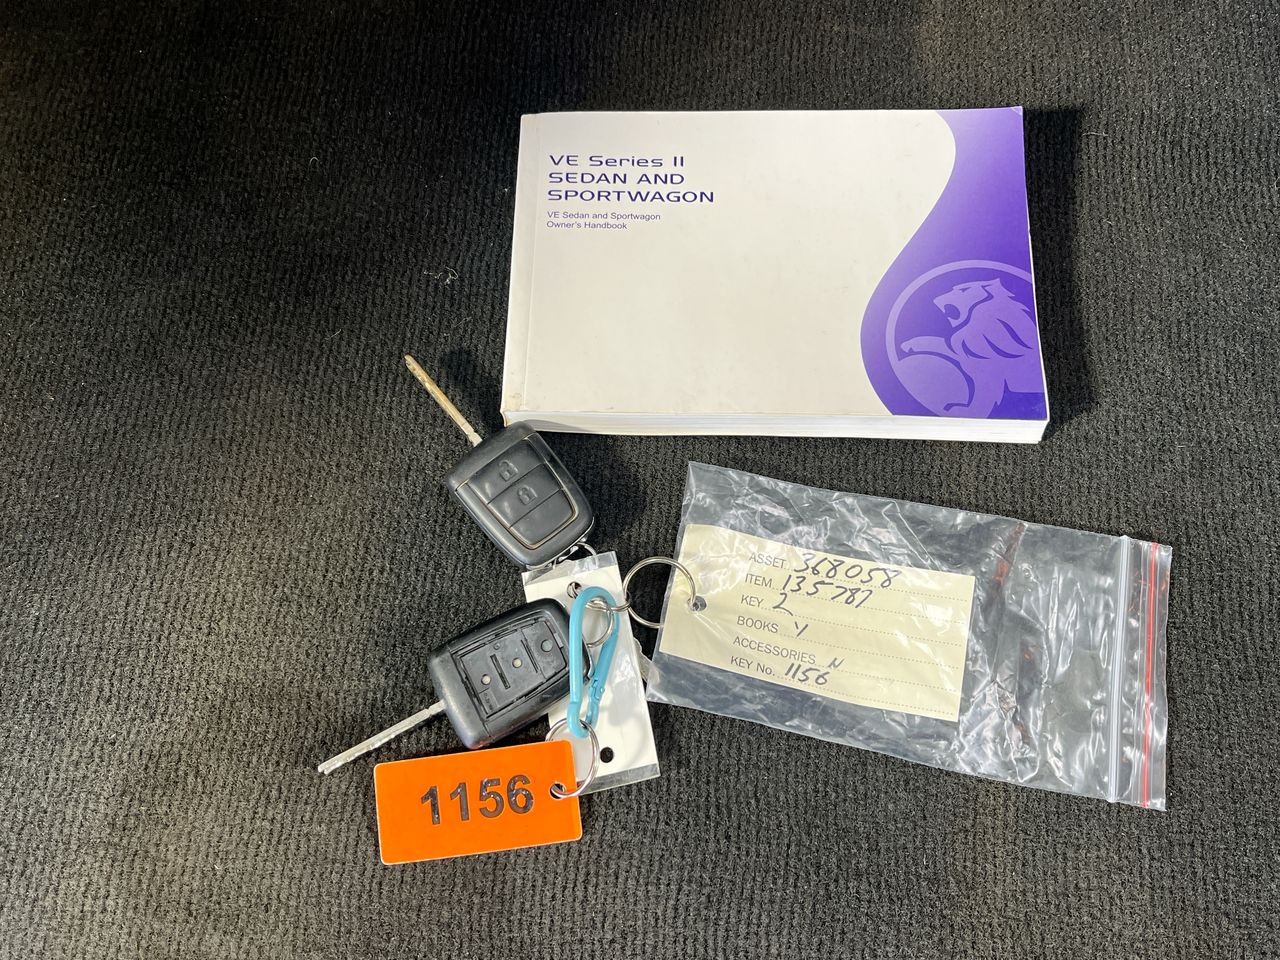 VE Series II
SEDAN AND
SPORTWAGON
VE Sedan and Sportwagon
Owner's Handbook
ASSET 368058
ITEM 135787
KEY 2
BOOKS Y
ACCESSORIES N
KEY No. 1156
1156